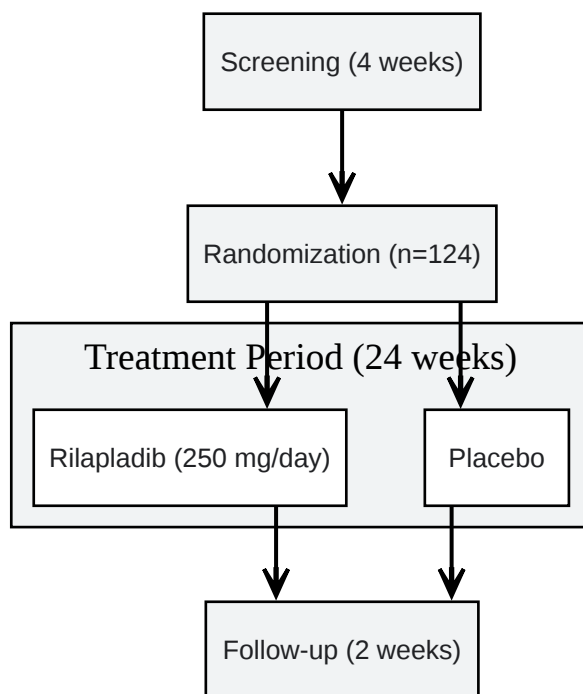 Screening (4 weeks)
Randomization (n=124)
Treatment Period (24 weeks)
Rilapladib (250 mg/day)
Placebo
Follow-up (2 weeks)